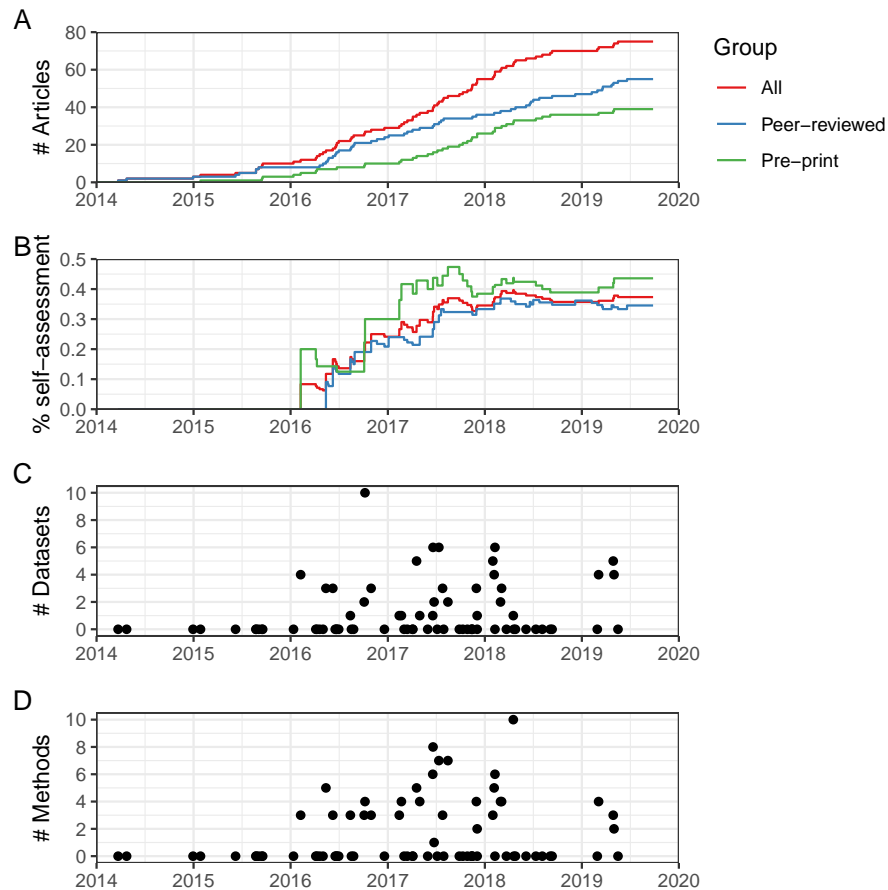 A
80
60
40
20
0
# Articles
2014 2015 2016 2017 2018 2019 2020
Group
All
Peer−reviewed
Pre−print
B
0.5
0.4
0.3
0.2
0.1
0.0
% self−assessment
2014 2015 2016 2017 2018 2019 2020
C
10
8
6
4
2
0
# Datasets
2014 2015 2016 2017 2018 2019 2020
D
10
8
6
4
2
0
# Methods
2014 2015 2016 2017 2018 2019 2020